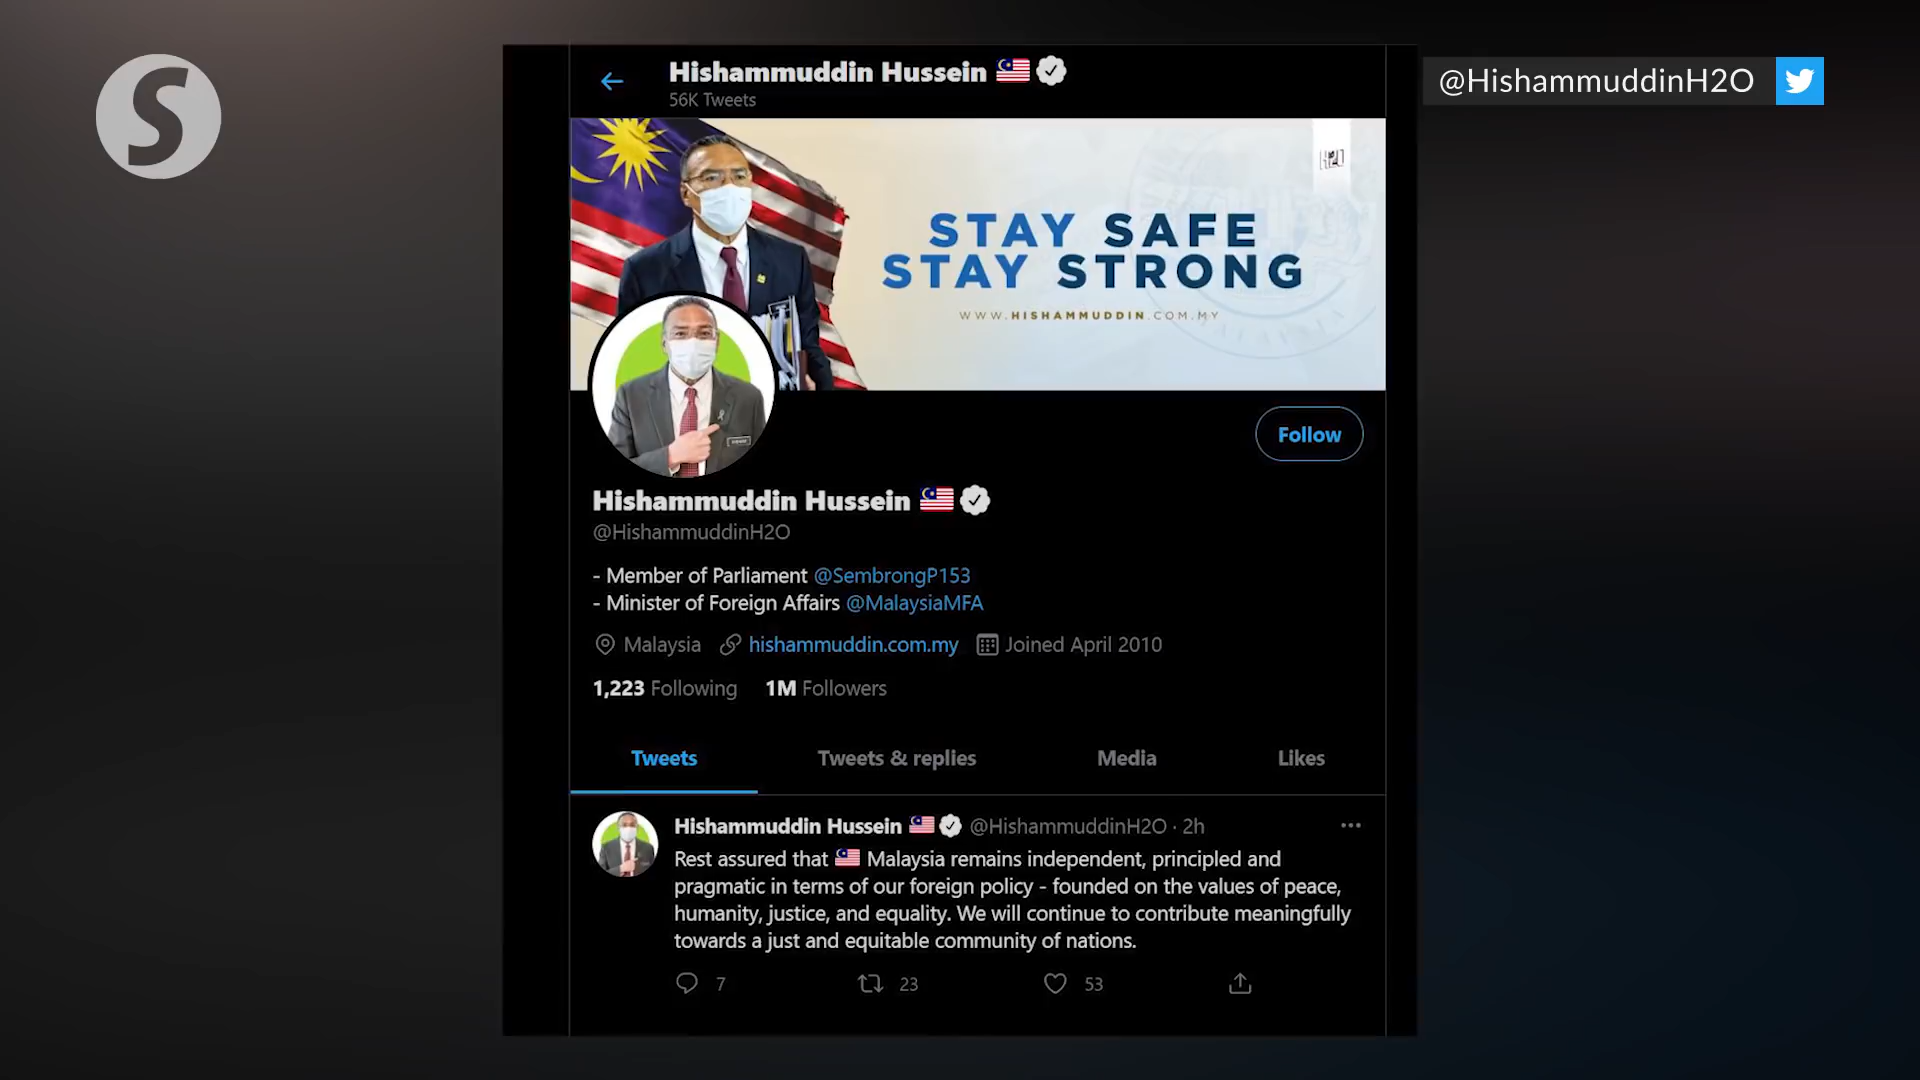 S
@HishammuddinH2O
Hishammuddin Hussein
56K Tweets
H2O
STAY SAFE
STAY STRONG
WWW.HISHAMMUDDIN.COM.MY
Follow
Hishammuddin Hussein
@HishammuddinH2O
- Member of Parliament @SembrongP153
- Minister of Foreign Affairs @MalaysiaMFA
Malaysia hishammuddin.com.my Joined April 2010
1,223 Following 1M Followers
Tweets Tweets & replies Media Likes
Hishammuddin Hussein @HishammuddinH2O · 2h
Rest assured that Malaysia remains independent, principled and
pragmatic in terms of our foreign policy - founded on the values of peace,
humanity, justice, and equality. We will continue to contribute meaningfully
towards a just and equitable community of nations.
7 23 53